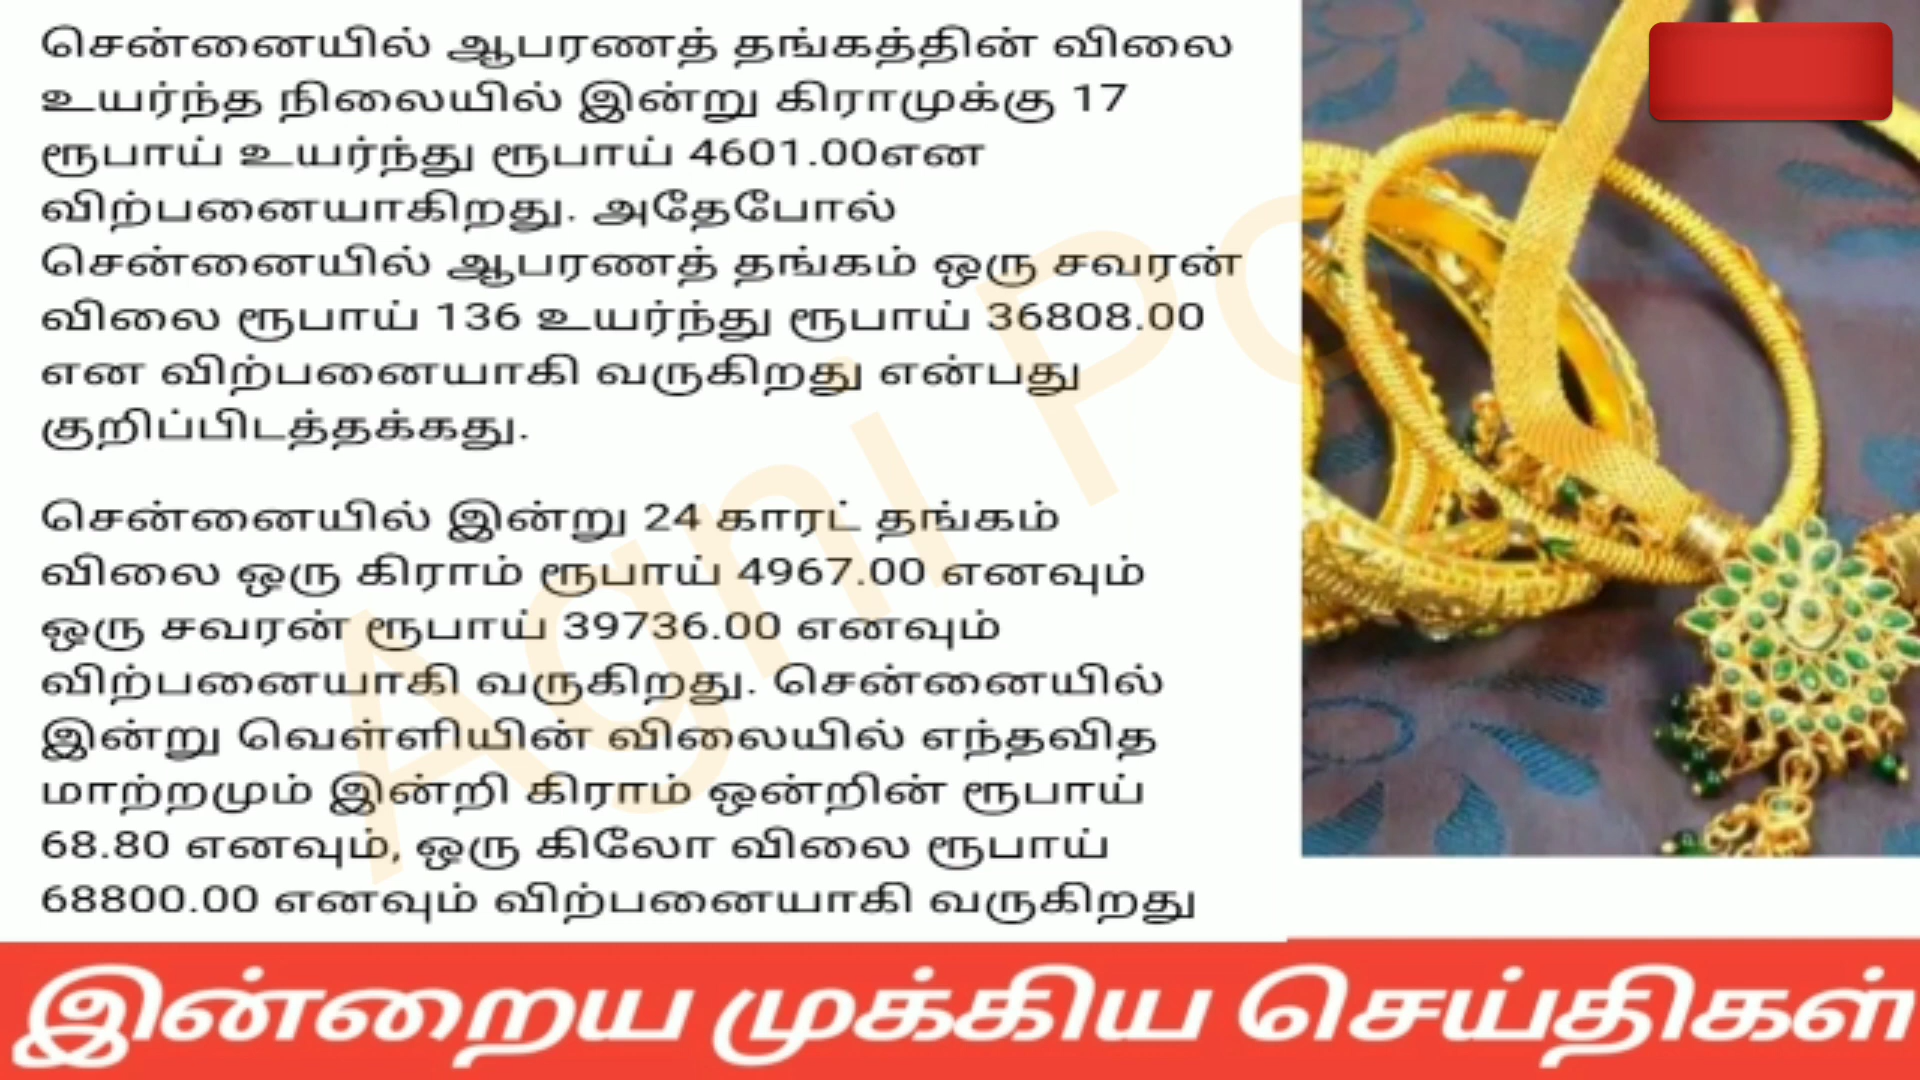 சென்னையில் ஆபரணத் தங்கத்தின் விலை
உயர்ந்த நிலையில் இன்று கிராமுக்கு 17
ரூபாய் உயர்ந்து ரூபாய் 4601.00என
விற்பனையாகிறது. அதேபோல்
சென்னையில் ஆபரணத் தங்கம் ஒரு சவரன்
விலை ரூபாய் 136 உயர்ந்து ரூபாய் 36808.00
என விற்பனையாகி வருகிறது என்பது
குறிப்பிடத்தக்கது.
சென்னையில் இன்று 24 காரட் தங்கம்
விலை ஒரு கிராம் ரூபாய் 4967.00 எனவும்
ஒரு சவரன் ரூபாய் 39736.00 எனவும்
விற்பனையாகி வருகிறது. சென்னையில்
இன்று வெள்ளியின் விலையில் எந்தவித
மாற்றமும் இன்றி கிராம் ஒன்றின் ரூபாய்
68.80 எனவும், ஒரு கிலோ விலை ரூபாய்
68800.00 எனவும் விற்பனையாகி வருகிறது
Agni Po
இன்றைய முக்கிய செய்திகள்